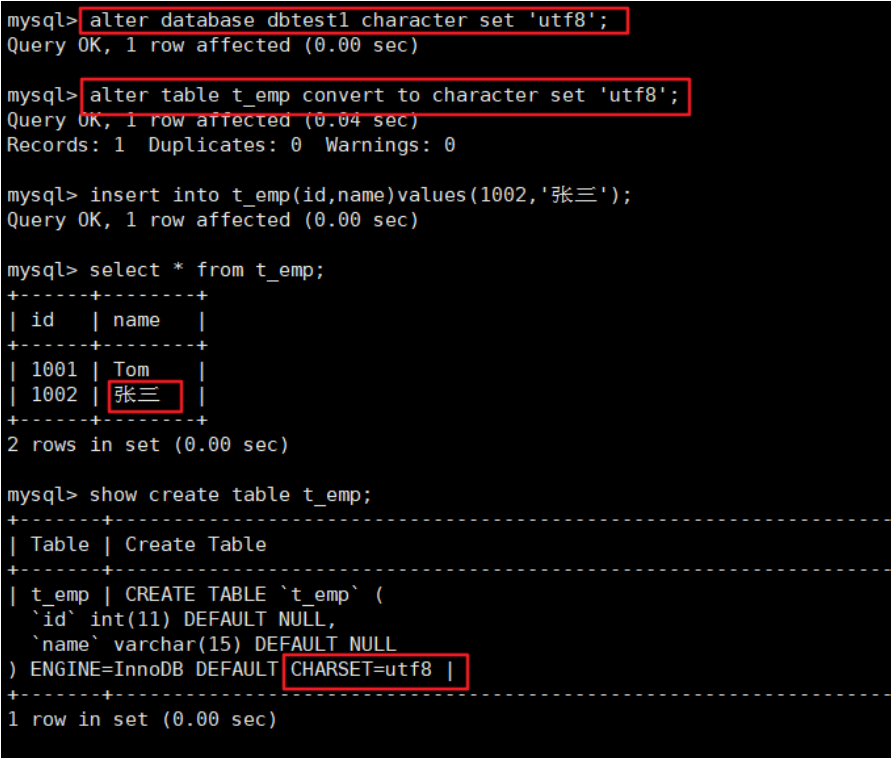 mysql> alter database dbtest1 character set 'utf8';
Query OK, 1 row affected (0.00 sec)
mysql> alter table t_emp convert to character set 'utf8';
Query OK, 1 row affected (0.04 sec)
Records: 1  Duplicates: 0  Warnings: 0
mysql> insert into t_emp(id,name)values(1002,'张三');
Query OK, 1 row affected (0.00 sec)
mysql> select * from t_emp;
+------+--------+
| id   | name   |
+------+--------+
| 1001 | Tom    |
| 1002 | 张三   |
+------+--------+
2 rows in set (0.00 sec)
mysql> show create table t_emp;
+-------+------------------------------------------------------------------
| Table | Create Table
+-------+------------------------------------------------------------------
| t_emp | CREATE TABLE `t_emp` (
  `id` int(11) DEFAULT NULL,
  `name` varchar(15) DEFAULT NULL
) ENGINE=InnoDB DEFAULT CHARSET=utf8 |
+-------+------------------------------------------------------------------
1 row in set (0.00 sec)